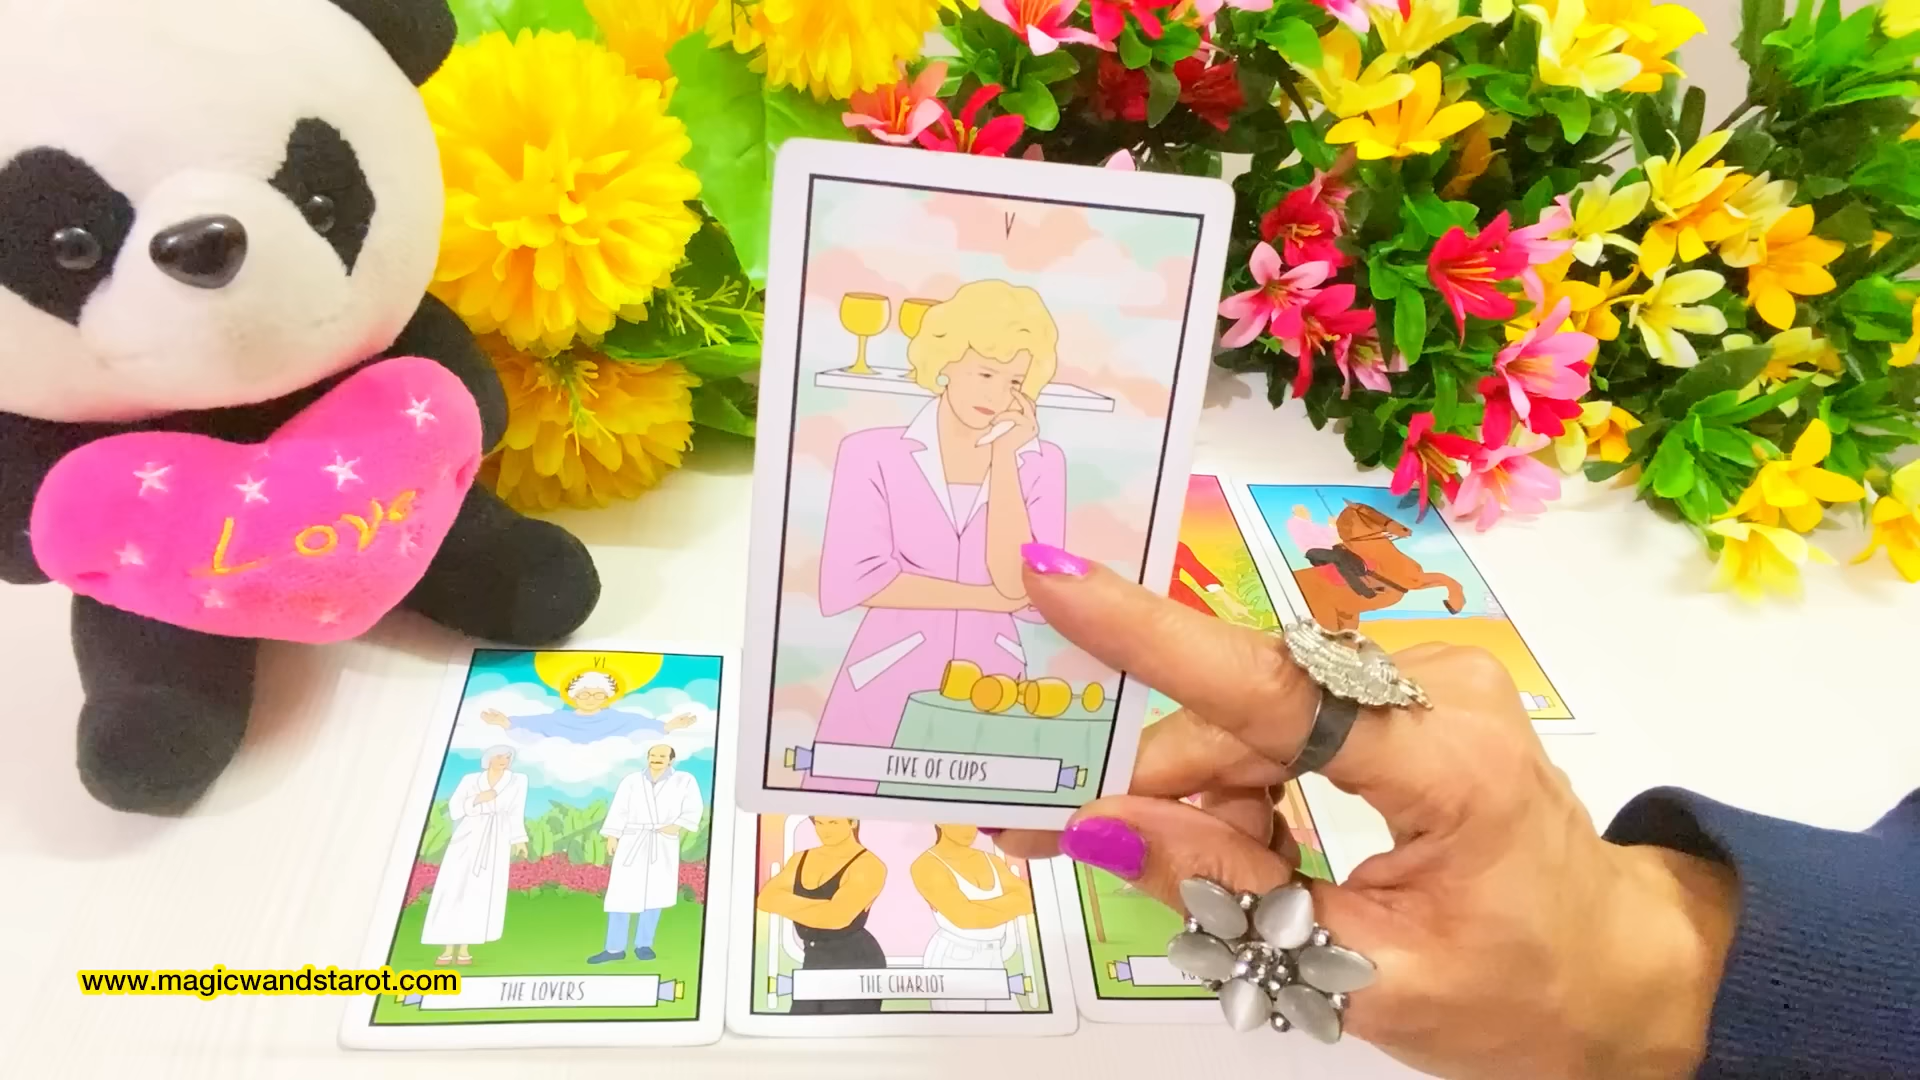 V
Love
FIVE OF CUPS
VI
THE LOVERS
THE CHARIOT
www.magicwandstarot.com